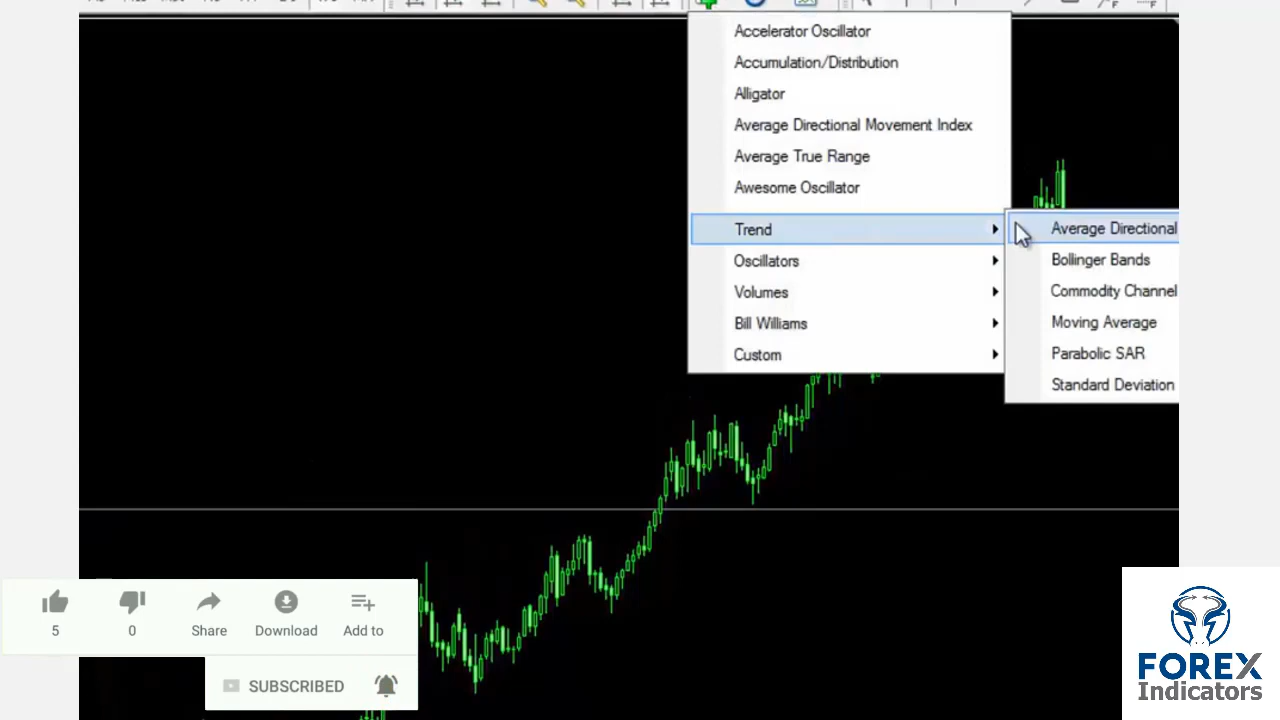 Accelerator Oscillator
Accumulation/Distribution
Alligator
Average Directional Movement Index
Average True Range
Awesome Oscillator
Trend
Oscillators
Volumes
Bill Williams
Custom
Average Directional
Bollinger Bands
Commodity Channel
Moving Average
Parabolic SAR
Standard Deviation
5
0
Share
Download
Add to
SUBSCRIBED
FOREX
Indicators